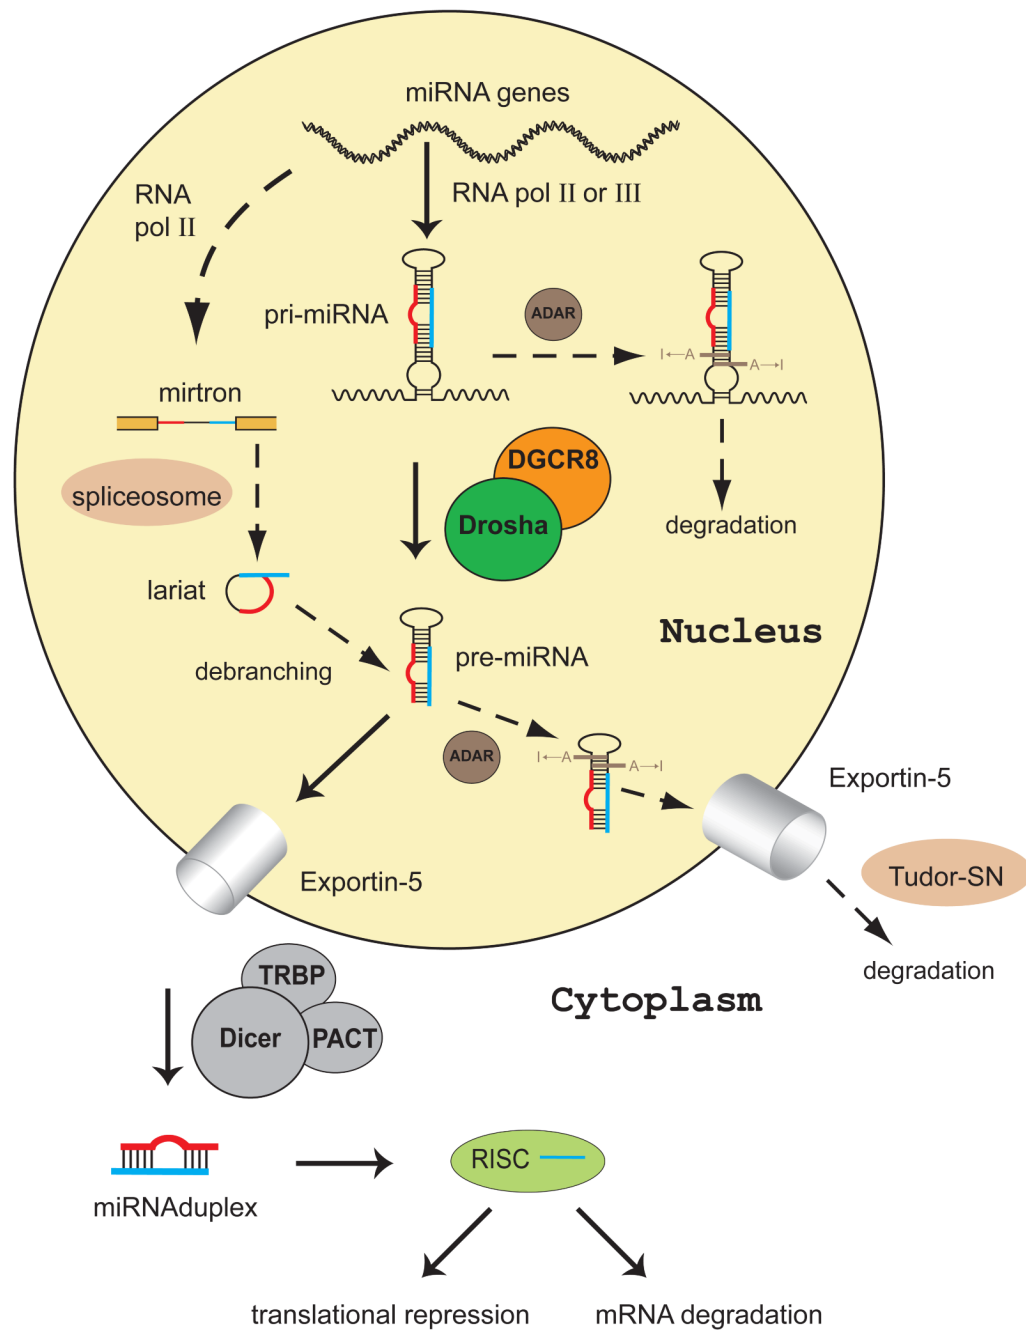 miRNA genes
RNA
pol II
RNA pol II or III
pri-miRNA
ADAR
I←A
A→I
mirtron
DGCR8
spliceosome
Drosha
degradation
lariat
Nucleus
pre-miRNA
debranching
ADAR
I←A
A→I
Exportin-5
Exportin-5
Tudor-SN
degradation
TRBP
Cytoplasm
Dicer
PACT
RISC
miRNAduplex
translational repression
mRNA degradation